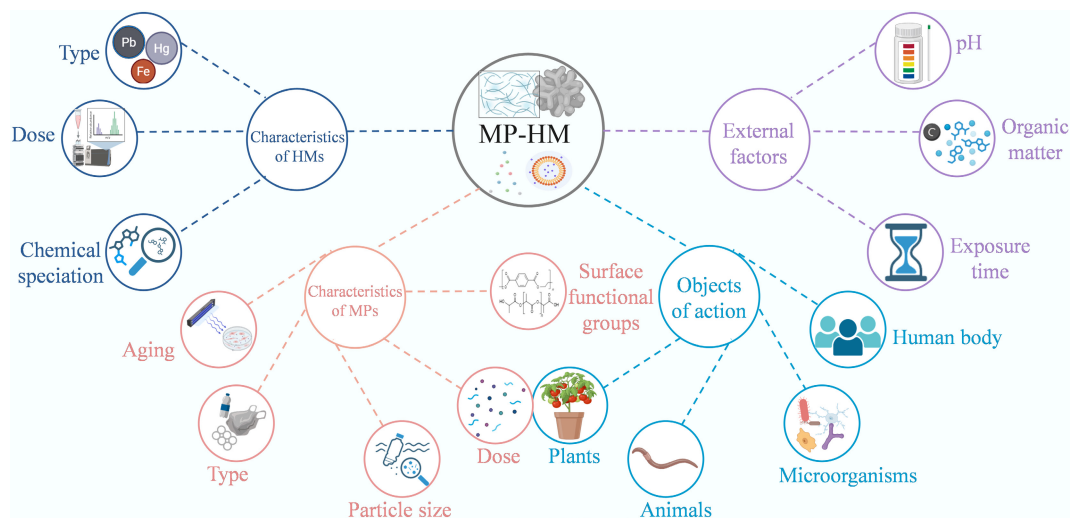 Type
Pb
Hg
Fe
Dose
Chemical
speciation
Characteristics
of HMs
MP-HM
External
factors
pH
C
Organic
matter
Exposure
time
Characteristics
of MPs
Surface
functional
groups
Aging
Type
Particle size
Dose
Objects
of action
Plants
Animals
Microorganisms
Human body